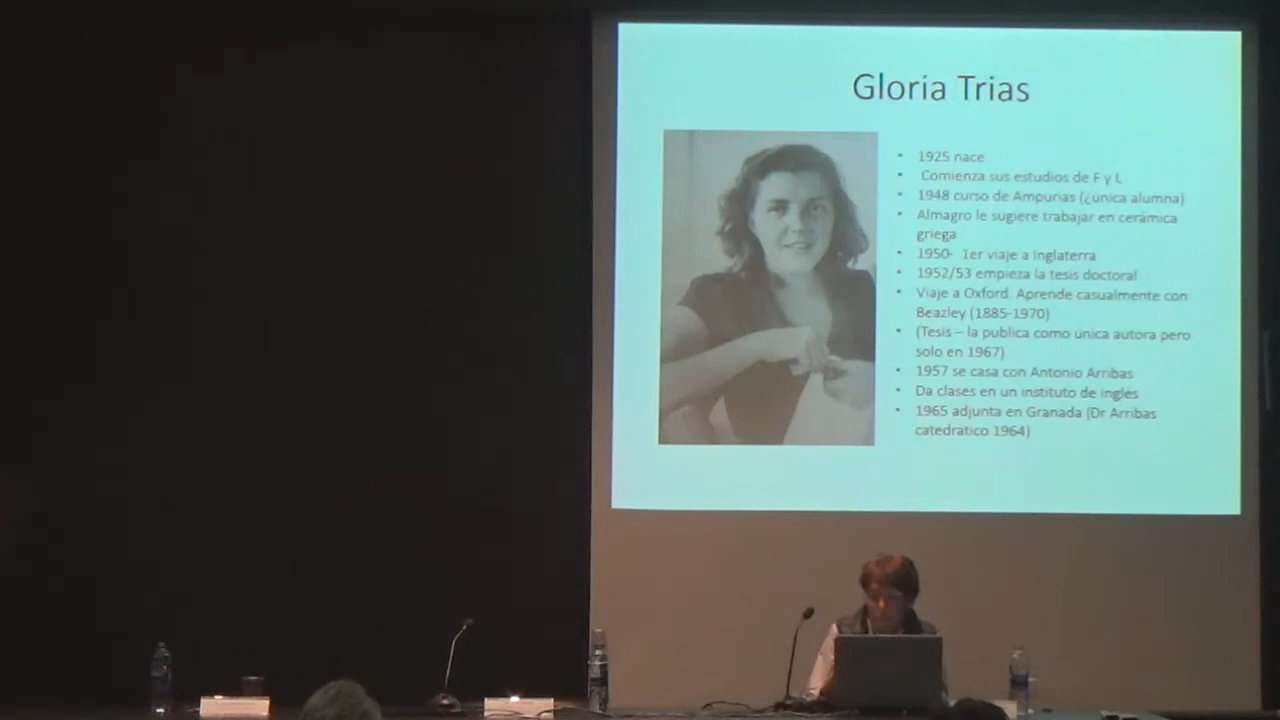 Gloria Trias
• 1925 nace
• Comienza sus estudios de F y L
• 1948 curso de Ampurias (¿única alumna)
• Almagro le sugiere trabajar en cerámica
griega
• 1950- 1er viaje a Inglaterra
• 1952/53 empieza la tesis doctoral
• Viaje a Oxford. Aprende casualmente con
Beazley (1885-1970)
• (Tesis – la publica como única autora pero
solo en 1967)
• 1957 se casa con Antonio Arribas
• Da clases en un instituto de inglés
• 1965 adjunta en Granada (Dr Arribas
catedrático 1964)